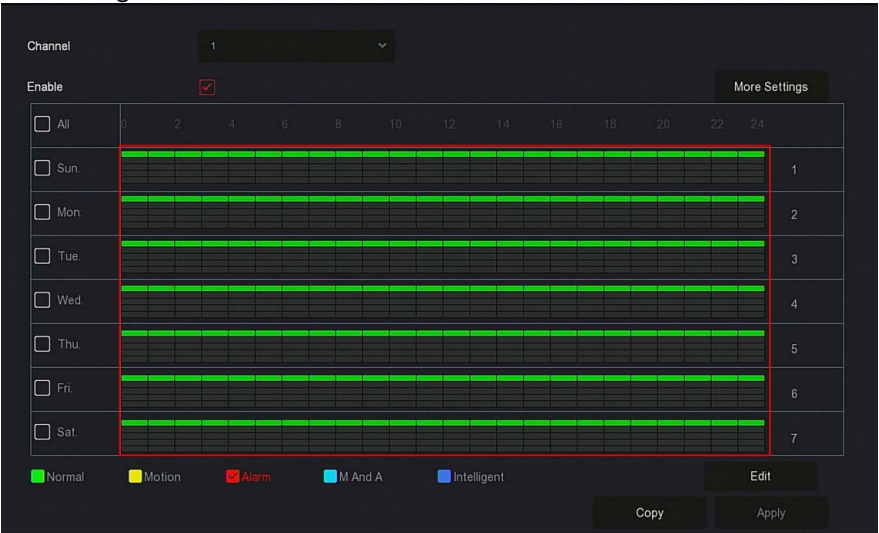 Channel 1
Enable More Settings
All 0 2 4 6 8 10 12 14 16 18 20 22 24
Sun. 1
Mon. 2
Tue. 3
Wed. 4
Thu. 5
Fri. 6
Sat. 7
Normal Motion Alarm M And A Intelligent Edit
Copy Apply